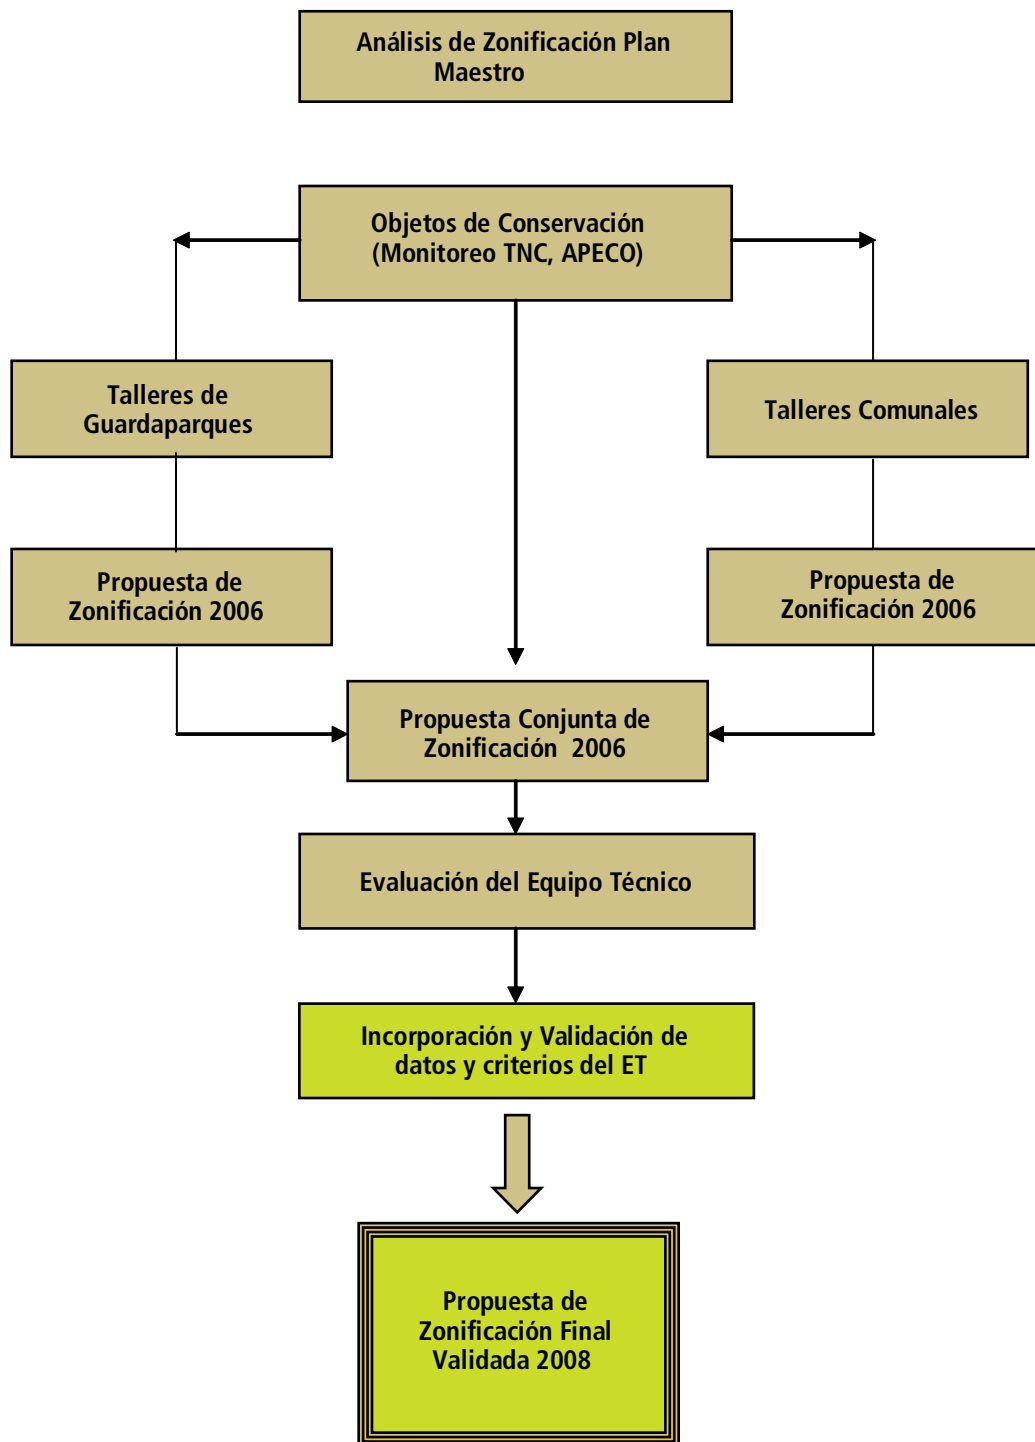 Análisis de Zonificación Plan
Maestro
Objetos de Conservación
(Monitoreo TNC, APECO)
Talleres de
Guardaparques
Talleres Comunales
Propuesta de
Zonificación 2006
Propuesta de
Zonificación 2006
Propuesta Conjunta de
Zonificación 2006
Evaluación del Equipo Técnico
Incorporación y Validación de
datos y criterios del ET
Propuesta de
Zonificación Final
Validada 2008